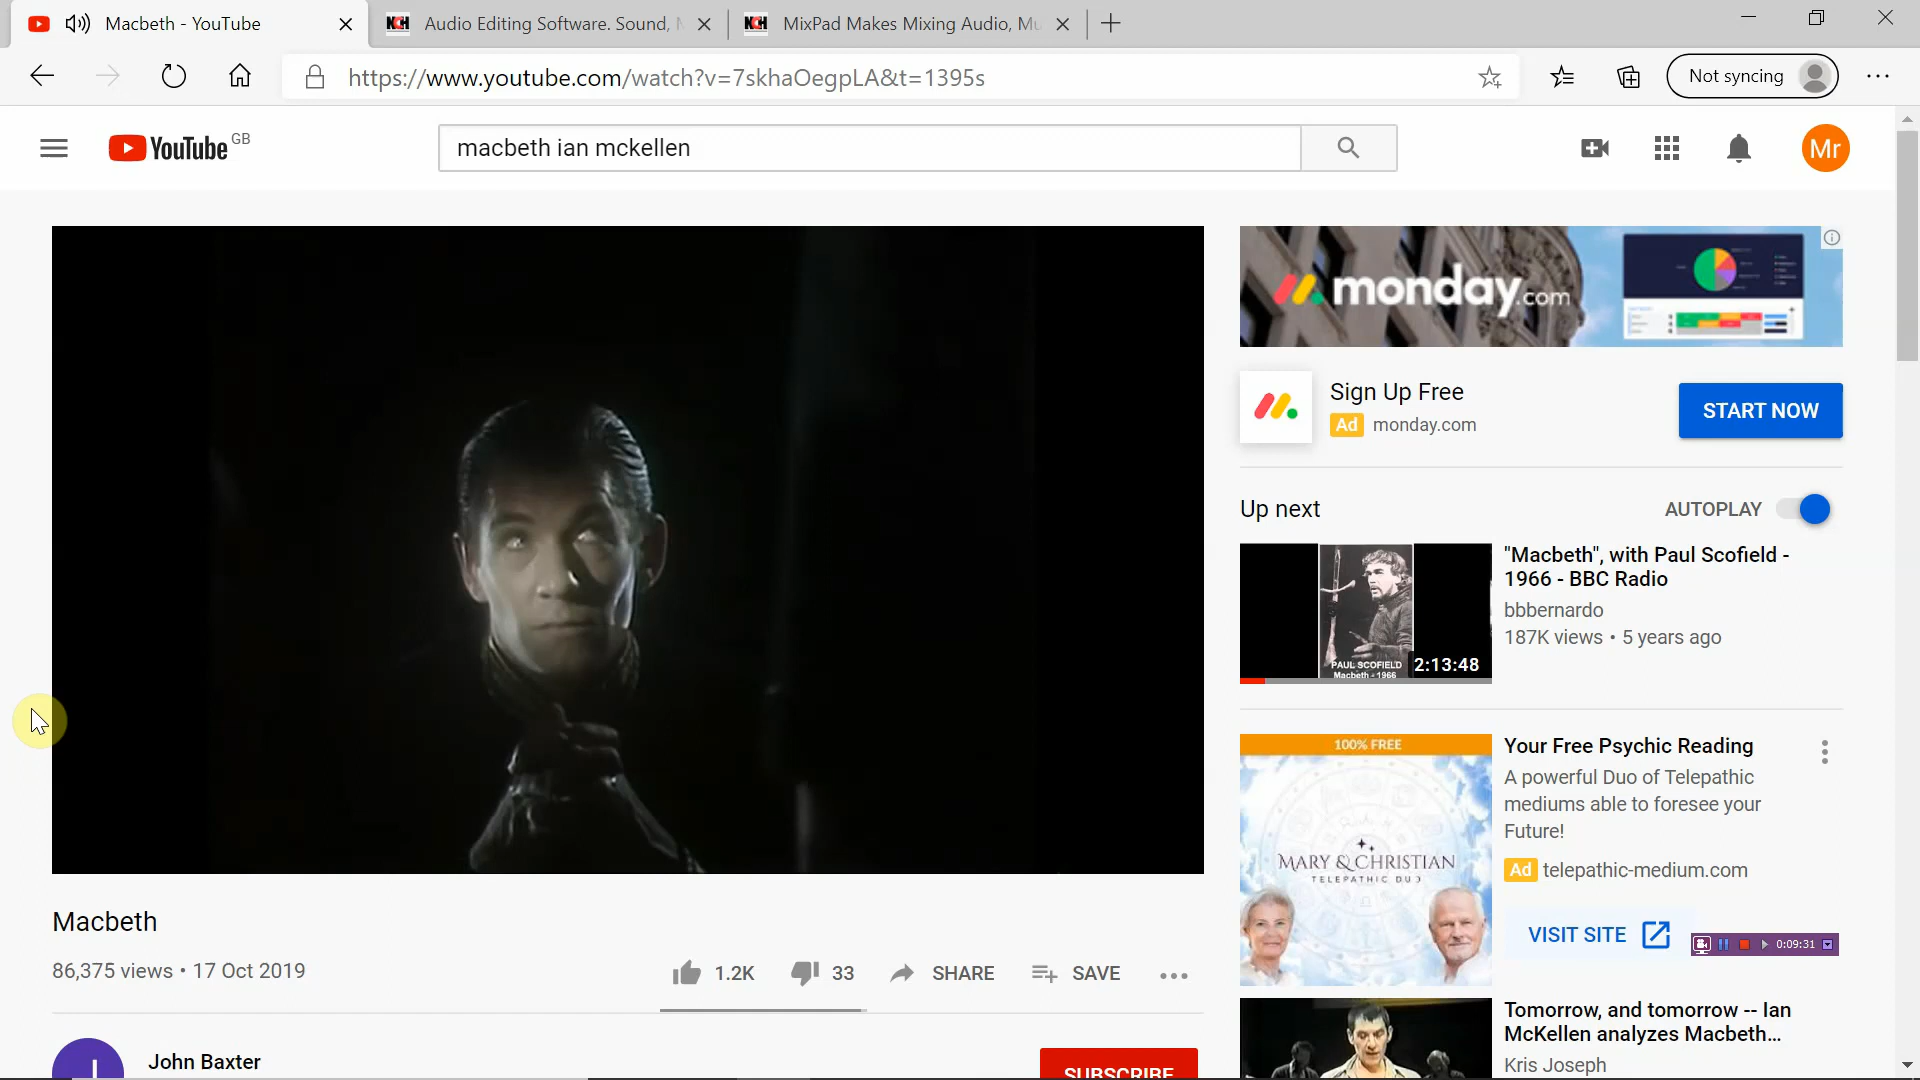 Macbeth - YouTube
Audio Editing Software. Sound,
MixPad Makes Mixing Audio, Mu
https://www.youtube.com/watch?v=7skhaOegpLA&t=1395s
Not syncing
YouTube GB
macbeth ian mckellen
Mr
monday.com
Sign Up Free
Ad monday.com
START NOW
Up next
AUTOPLAY
PAUL SCOFIELD
Macbeth - 1966
2:13:48
"Macbeth", with Paul Scofield -
1966 - BBC Radio
bbbernardo
187K views • 5 years ago
100% FREE
MARY & CHRISTIAN
TELEPATHIC DUO
Your Free Psychic Reading
A powerful Duo of Telepathic
mediums able to foresee your
Future!
Ad telepathic-medium.com
VISIT SITE
0:09:31
Macbeth
86,375 views • 17 Oct 2019
1.2K
33
SHARE
SAVE
J
John Baxter
SUBSCRIBE
Tomorrow, and tomorrow -- Ian
McKellen analyzes Macbeth...
Kris Joseph